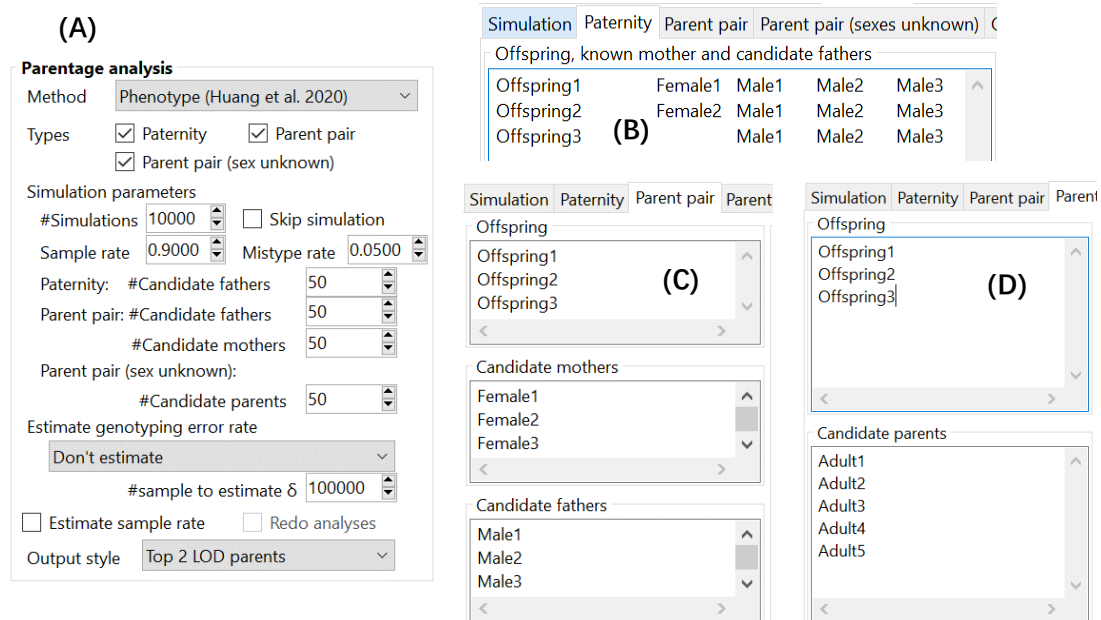 (A)
Parentage analysis
Method Phenotype (Huang et al. 2020)
Types Paternity Parent pair
Parent pair (sex unknown)
Simulation parameters
#Simulations 10000 Skip simulation
Sample rate 0.9000 Mistype rate 0.0500
Paternity: #Candidate fathers 50
Parent pair: #Candidate fathers 50
#Candidate mothers 50
Parent pair (sex unknown):
#Candidate parents 50
Estimate genotyping error rate
Don't estimate
#sample to estimate δ 100000
Estimate sample rate Redo analyses
Output style Top 2 LOD parents
Simulation Paternity Parent pair Parent pair (sexes unknown)
Offspring, known mother and candidate fathers
Offspring1 Female1 Male1 Male2 Male3
Offspring2 Female2 Male1 Male2 Male3
Offspring3 Male1 Male2 Male3
(B)
Simulation Paternity Parent pair Parent
Offspring
Offspring1
Offspring2
Offspring3
(C)
Candidate mothers
Female1
Female2
Female3
Candidate fathers
Male1
Male2
Male3
Simulation Paternity Parent pair Parent
Offspring
Offspring1
Offspring2
Offspring3
(D)
Candidate parents
Adult1
Adult2
Adult3
Adult4
Adult5